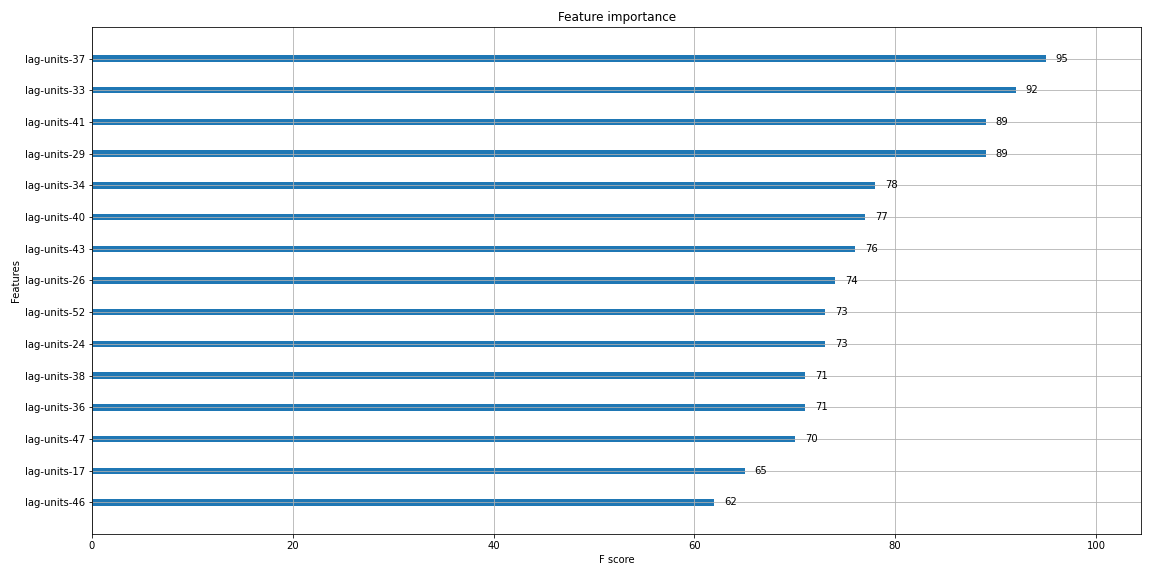 Feature importance
lag-units-37 95
lag-units-33 92
lag-units-41 89
lag-units-29 89
lag-units-34 78
lag-units-40 77
lag-units-43 76
lag-units-26 74
lag-units-52 73
lag-units-24 73
lag-units-38 71
lag-units-36 71
lag-units-47 70
lag-units-17 65
lag-units-46 62
Features
0 20 40 60 80 100
F score